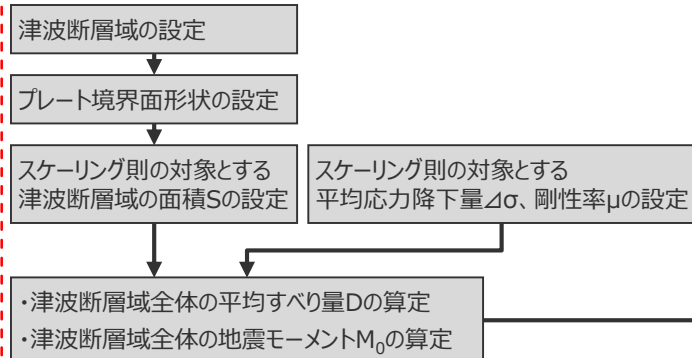 津波断層域の設定
プレート境界面形状の設定
スケーリング則の対象とする
津波断層域の面積Sの設定
スケーリング則の対象とする
平均応力降下量⊿σ、剛性率μの設定
・津波断層域全体の平均すべり量Dの算定
・津波断層域全体の地震モーメントM₀の算定